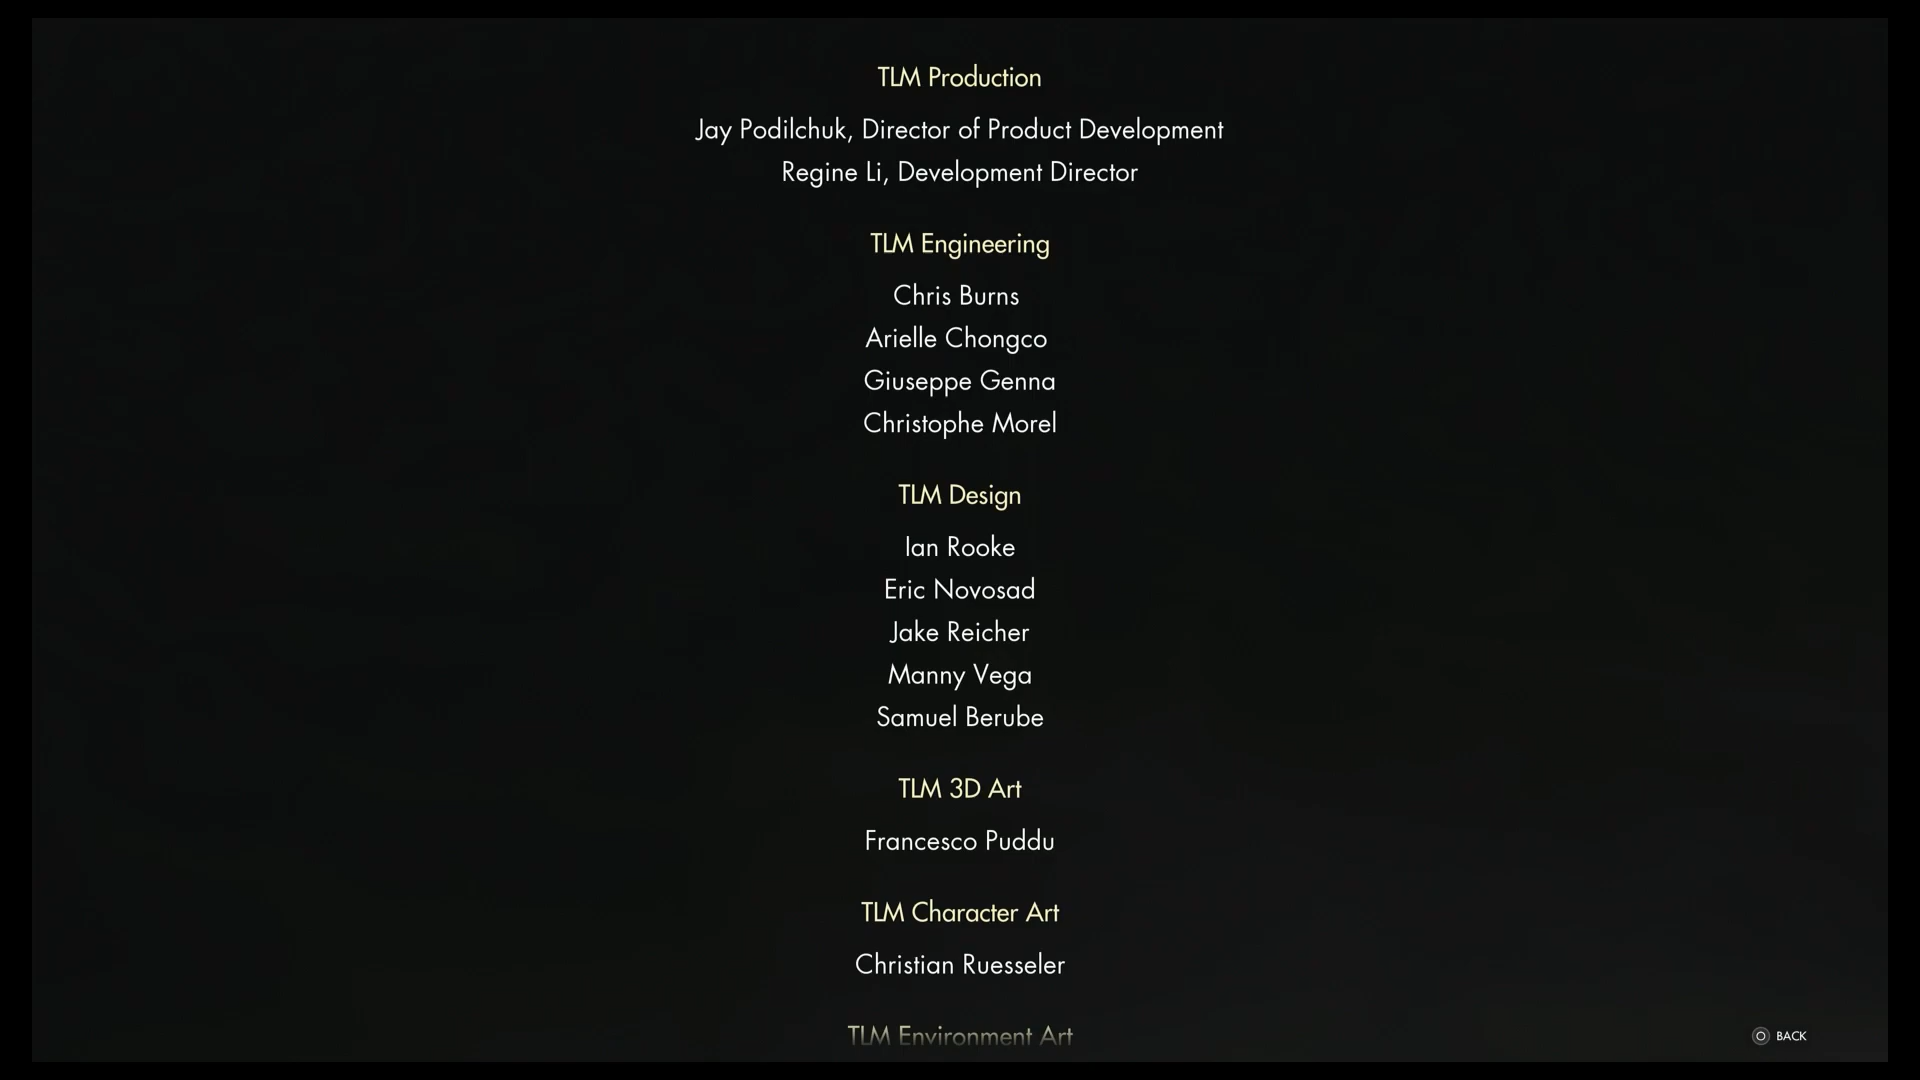 TLM Production
Jay Podilchuk, Director of Product Development
Regine Li, Development Director
TLM Engineering
Chris Burns
Arielle Chongco
Giuseppe Genna
Christophe Morel
TLM Design
Ian Rooke
Eric Novosad
Jake Reicher
Manny Vega
Samuel Berube
TLM 3D Art
Francesco Puddu
TLM Character Art
Christian Ruesseler
TLM Environment Art
BACK